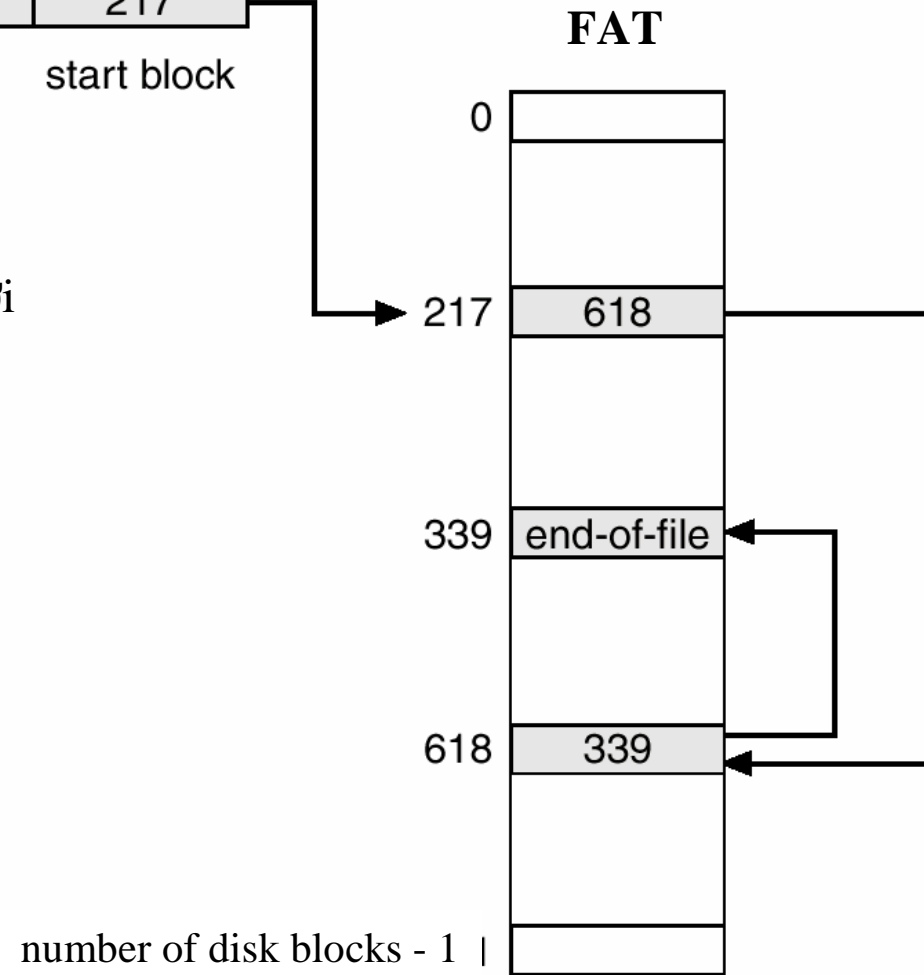 217
FAT
start block
0
i
217 618
339 end-of-file
618 339
number of disk blocks - 1